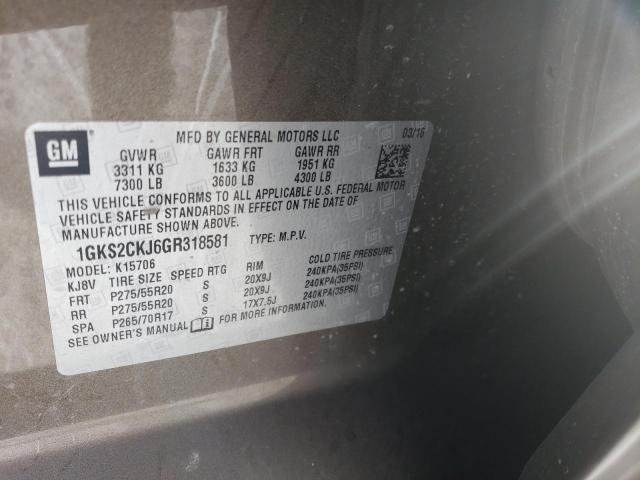 GM
MFD BY GENERAL MOTORS LLC 03/16
GVWR GAWR FRT GAWR RR
3311 KG 1633 KG 1951 KG
7300 LB 3600 LB 4300 LB
THIS VEHICLE CONFORMS TO ALL APPLICABLE U.S. FEDERAL MOTOR
VEHICLE SAFETY STANDARDS IN EFFECT ON THE DATE OF
MANUFACTURE SHOWN ABOVE.
1GKS2CKJ6GR318581 TYPE: M.P.V.
MODEL: K15706
KJ8V TIRE SIZE SPEED RTG RIM COLD TIRE PRESSURE
FRT P275/55R20 S 20X9J 240KPA(35PSI)
RR P275/55R20 S 20X9J 240KPA(35PSI)
SPA P265/70R17 S 17X7.5J 240KPA(35PSI)
SEE OWNER'S MANUAL FOR MORE INFORMATION.